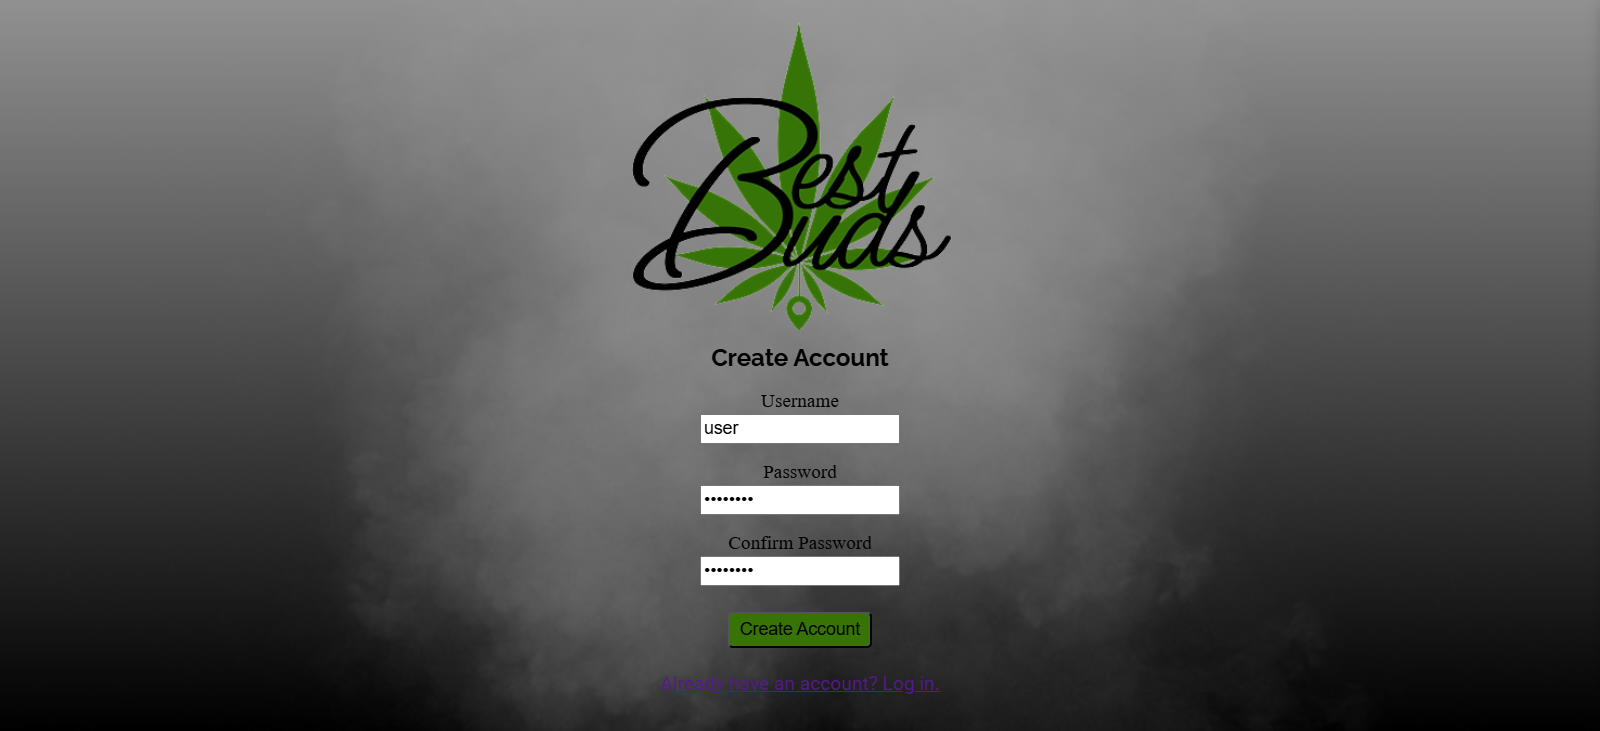 Best
Buds
Create Account
Username
user
Password
••••••••
Confirm Password
••••••••
Create Account
Already have an account? Log in.